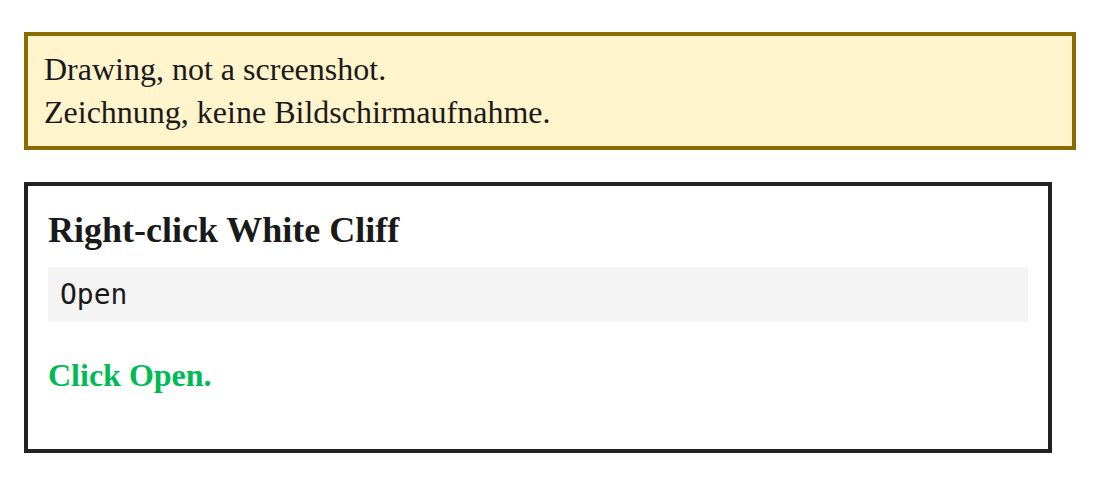 Drawing, not a screenshot.
Zeichnung, keine Bildschirmaufnahme.
Right-click White Cliff
Open
Click Open.